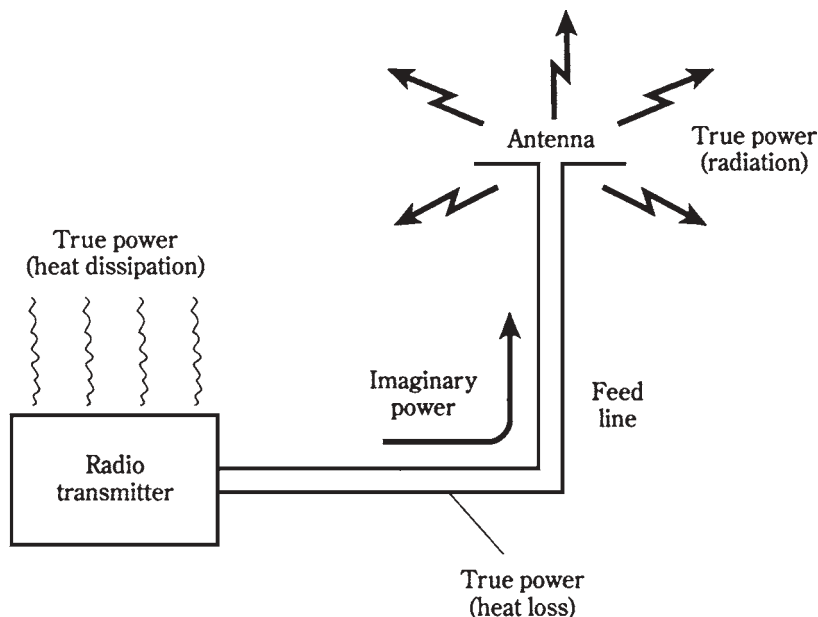 Antenna
True power
(radiation)
True power
(heat dissipation)
Imaginary
power
Feed
line
Radio
transmitter
True power
(heat loss)